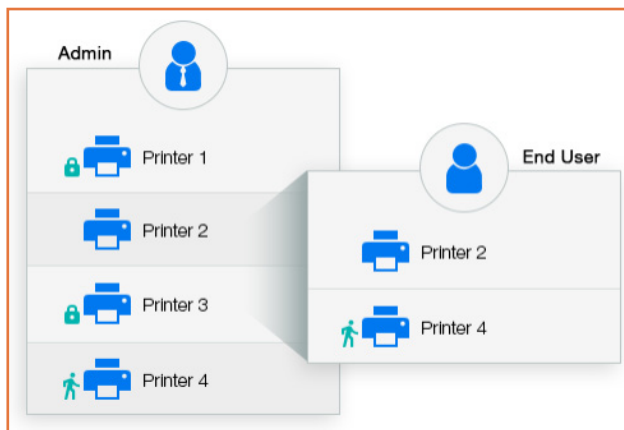 Admin
Printer 1
Printer 2
Printer 3
Printer 4
End User
Printer 2
Printer 4